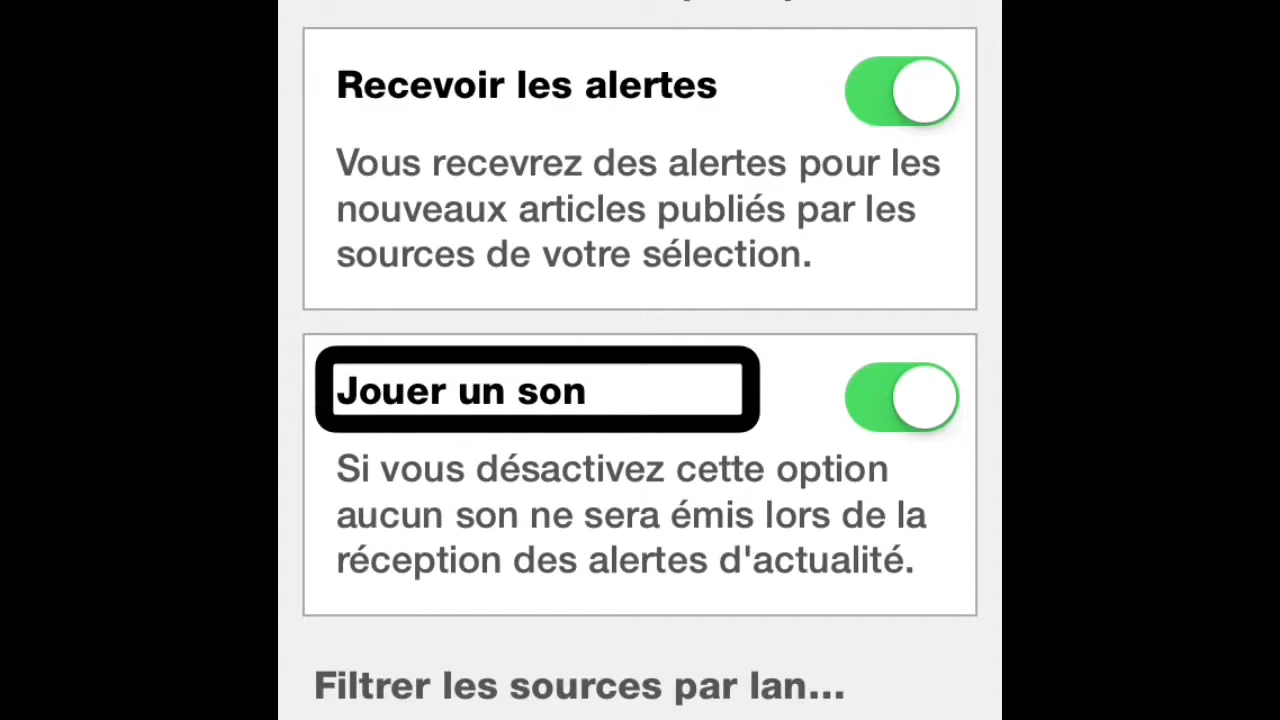 Recevoir les alertes
Vous recevrez des alertes pour les
nouveaux articles publiés par les
sources de votre sélection.
Jouer un son
Si vous désactivez cette option
aucun son ne sera émis lors de la
réception des alertes d'actualité.
Filtrer les sources par lan...